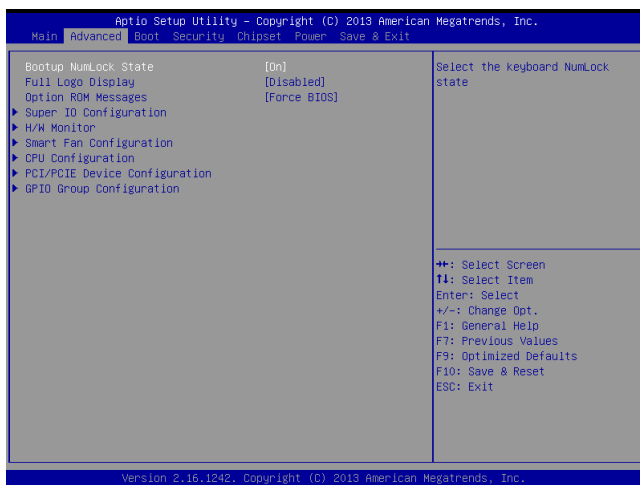 Aptio Setup Utility – Copyright (C) 2013 American Megatrends, Inc.
Main Advanced Boot Security Chipset Power Save & Exit
Bootup NumLock State [On]
Full Logo Display [Disabled]
Option ROM Messages [Force BIOS]
Super IO Configuration
H/W Monitor
Smart Fan Configuration
CPU Configuration
PCI/PCIE Device Configuration
GPIO Group Configuration
Select the keyboard NumLock
state
→←: Select Screen
↑↓: Select Item
Enter: Select
+/-: Change Opt.
F1: General Help
F7: Previous Values
F9: Optimized Defaults
F10: Save & Reset
ESC: Exit
Version 2.16.1242. Copyright (C) 2013 American Megatrends, Inc.